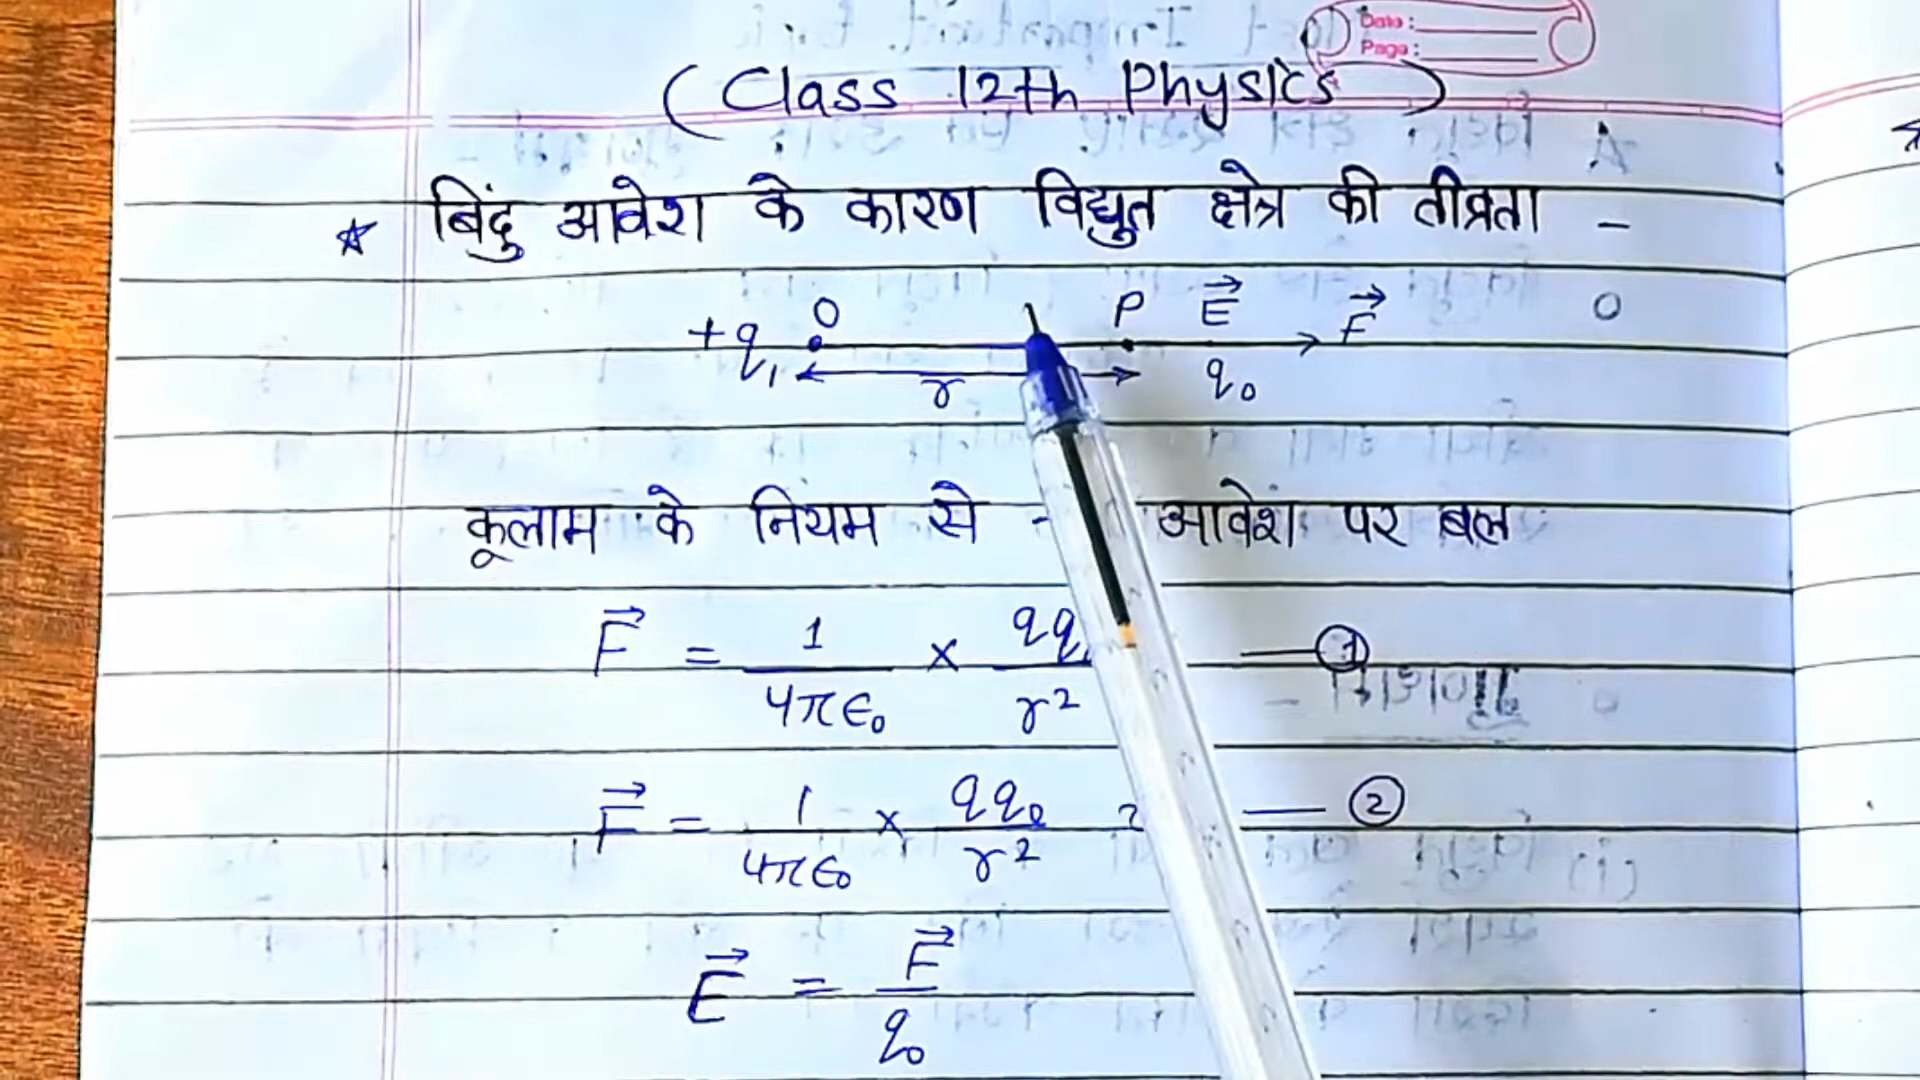 Date :
Page :
( Class 12th Physics )
☆ बिंदु आवेश के कारण विद्युत क्षेत्र की तीव्रता –
+q₁ O P E⃗ F⃗
r q₀
कूलाम के नियम से - आवेश पर बल
F⃗ = 1/4πε₀ × qq/r² — ①
F⃗ = 1/4πε₀ × qq₀/r² — ②
E⃗ = F⃗/q₀